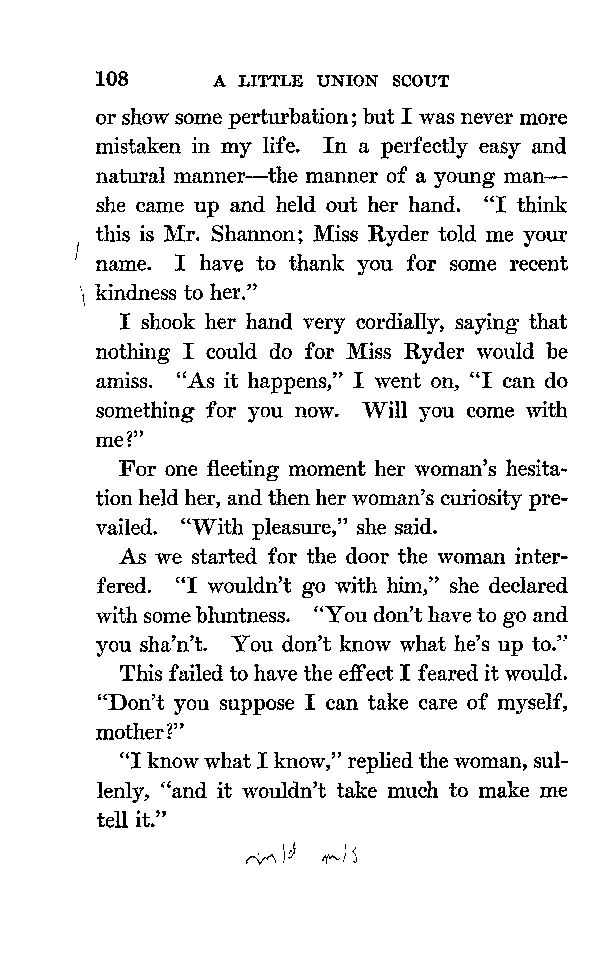 108 A LITTLE UNION SCOUT
or show some perturbation; but I was never more
mistaken in my life. In a perfectly easy and
natural manner—the manner of a young man—
she came up and held out her hand. “I think
this is Mr. Shannon; Miss Ryder told me your
name. I have to thank you for some recent
kindness to her.”
I shook her hand very cordially, saying that
nothing I could do for Miss Ryder would be
amiss. “As it happens,” I went on, “I can do
something for you now. Will you come with
me?”
For one fleeting moment her woman’s hesita-
tion held her, and then her woman’s curiosity pre-
vailed. “With pleasure,” she said.
As we started for the door the woman inter-
fered. “I wouldn’t go with him,” she declared
with some bluntness. “You don’t have to go and
you sha’n’t. You don’t know what he’s up to.”
This failed to have the effect I feared it would.
“Don’t you suppose I can take care of myself,
mother?”
“I know what I know,” replied the woman, sul-
lenly, “and it wouldn’t take much to make me
tell it.”